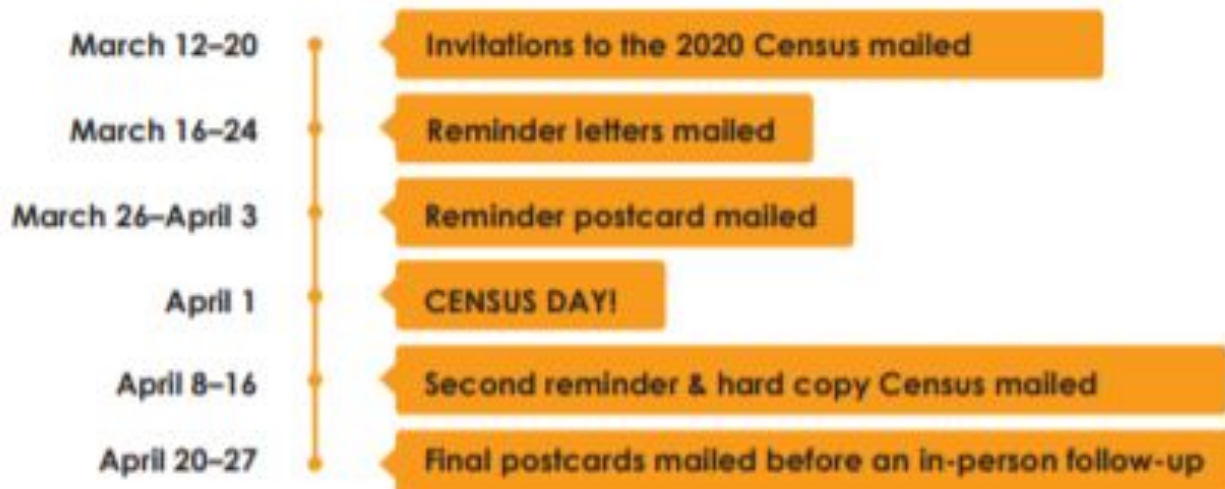 March 12–20
Invitations to the 2020 Census mailed
March 16–24
Reminder letters mailed
March 26–April 3
Reminder postcard mailed
April 1
CENSUS DAY!
April 8–16
Second reminder & hard copy Census mailed
April 20–27
Final postcards mailed before an in-person follow-up